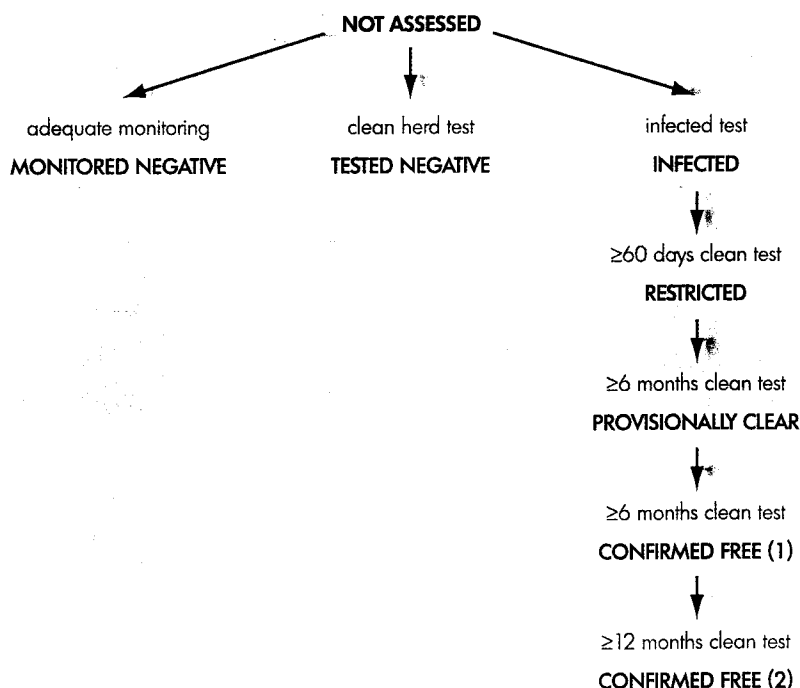 NOT ASSESSED
adequate monitoring
MONITORED NEGATIVE
clean herd test
TESTED NEGATIVE
infected test
INFECTED
≥60 days clean test
RESTRICTED
≥6 months clean test
PROVISIONALLY CLEAR
≥6 months clean test
CONFIRMED FREE (1)
≥12 months clean test
CONFIRMED FREE (2)